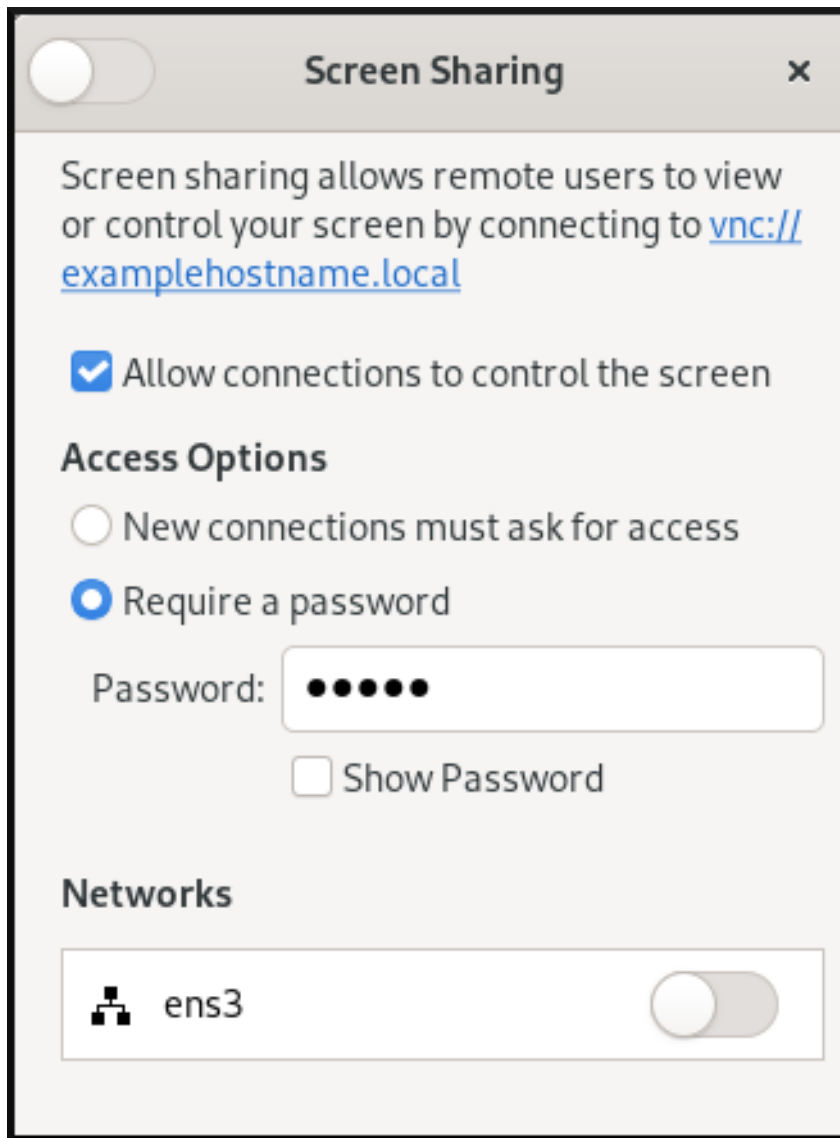 Screen Sharing
Screen sharing allows remote users to view
or control your screen by connecting to vnc://
examplehostname.local
Allow connections to control the screen
Access Options
New connections must ask for access
Require a password
Password: ●●●●●
Show Password
Networks
ens3